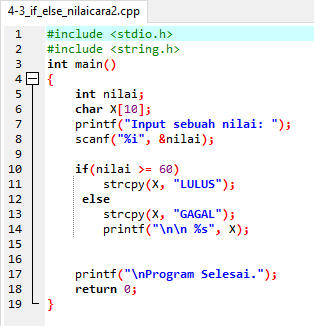 4-3_if_else_nilaicara2.cpp
1 #include <stdio.h>
2 #include <string.h>
3 int main()
4 {
5 int nilai;
6 char X[10];
7 printf("Input sebuah nilai: ");
8 scanf("%i", &nilai);
9
10 if(nilai >= 60)
11 strcpy(X, "LULUS");
12 else
13 strcpy(X, "GAGAL");
14 printf("\n\n %s", X);
15
16
17 printf("\nProgram Selesai.");
18 return 0;
19 }